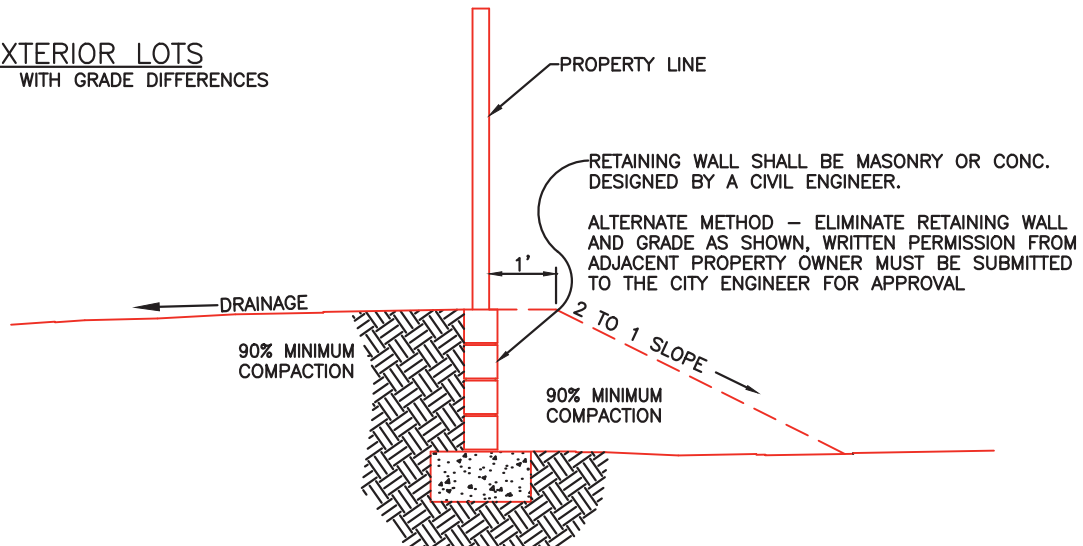 XTERIOR LOTS
WITH GRADE DIFFERENCES
PROPERTY LINE
RETAINING WALL SHALL BE MASONRY OR CONC.
DESIGNED BY A CIVIL ENGINEER.
ALTERNATE METHOD – ELIMINATE RETAINING WALL
AND GRADE AS SHOWN, WRITTEN PERMISSION FROM
ADJACENT PROPERTY OWNER MUST BE SUBMITTED
TO THE CITY ENGINEER FOR APPROVAL
1'
DRAINAGE
2 TO 1 SLOPE
90% MINIMUM
COMPACTION
90% MINIMUM
COMPACTION